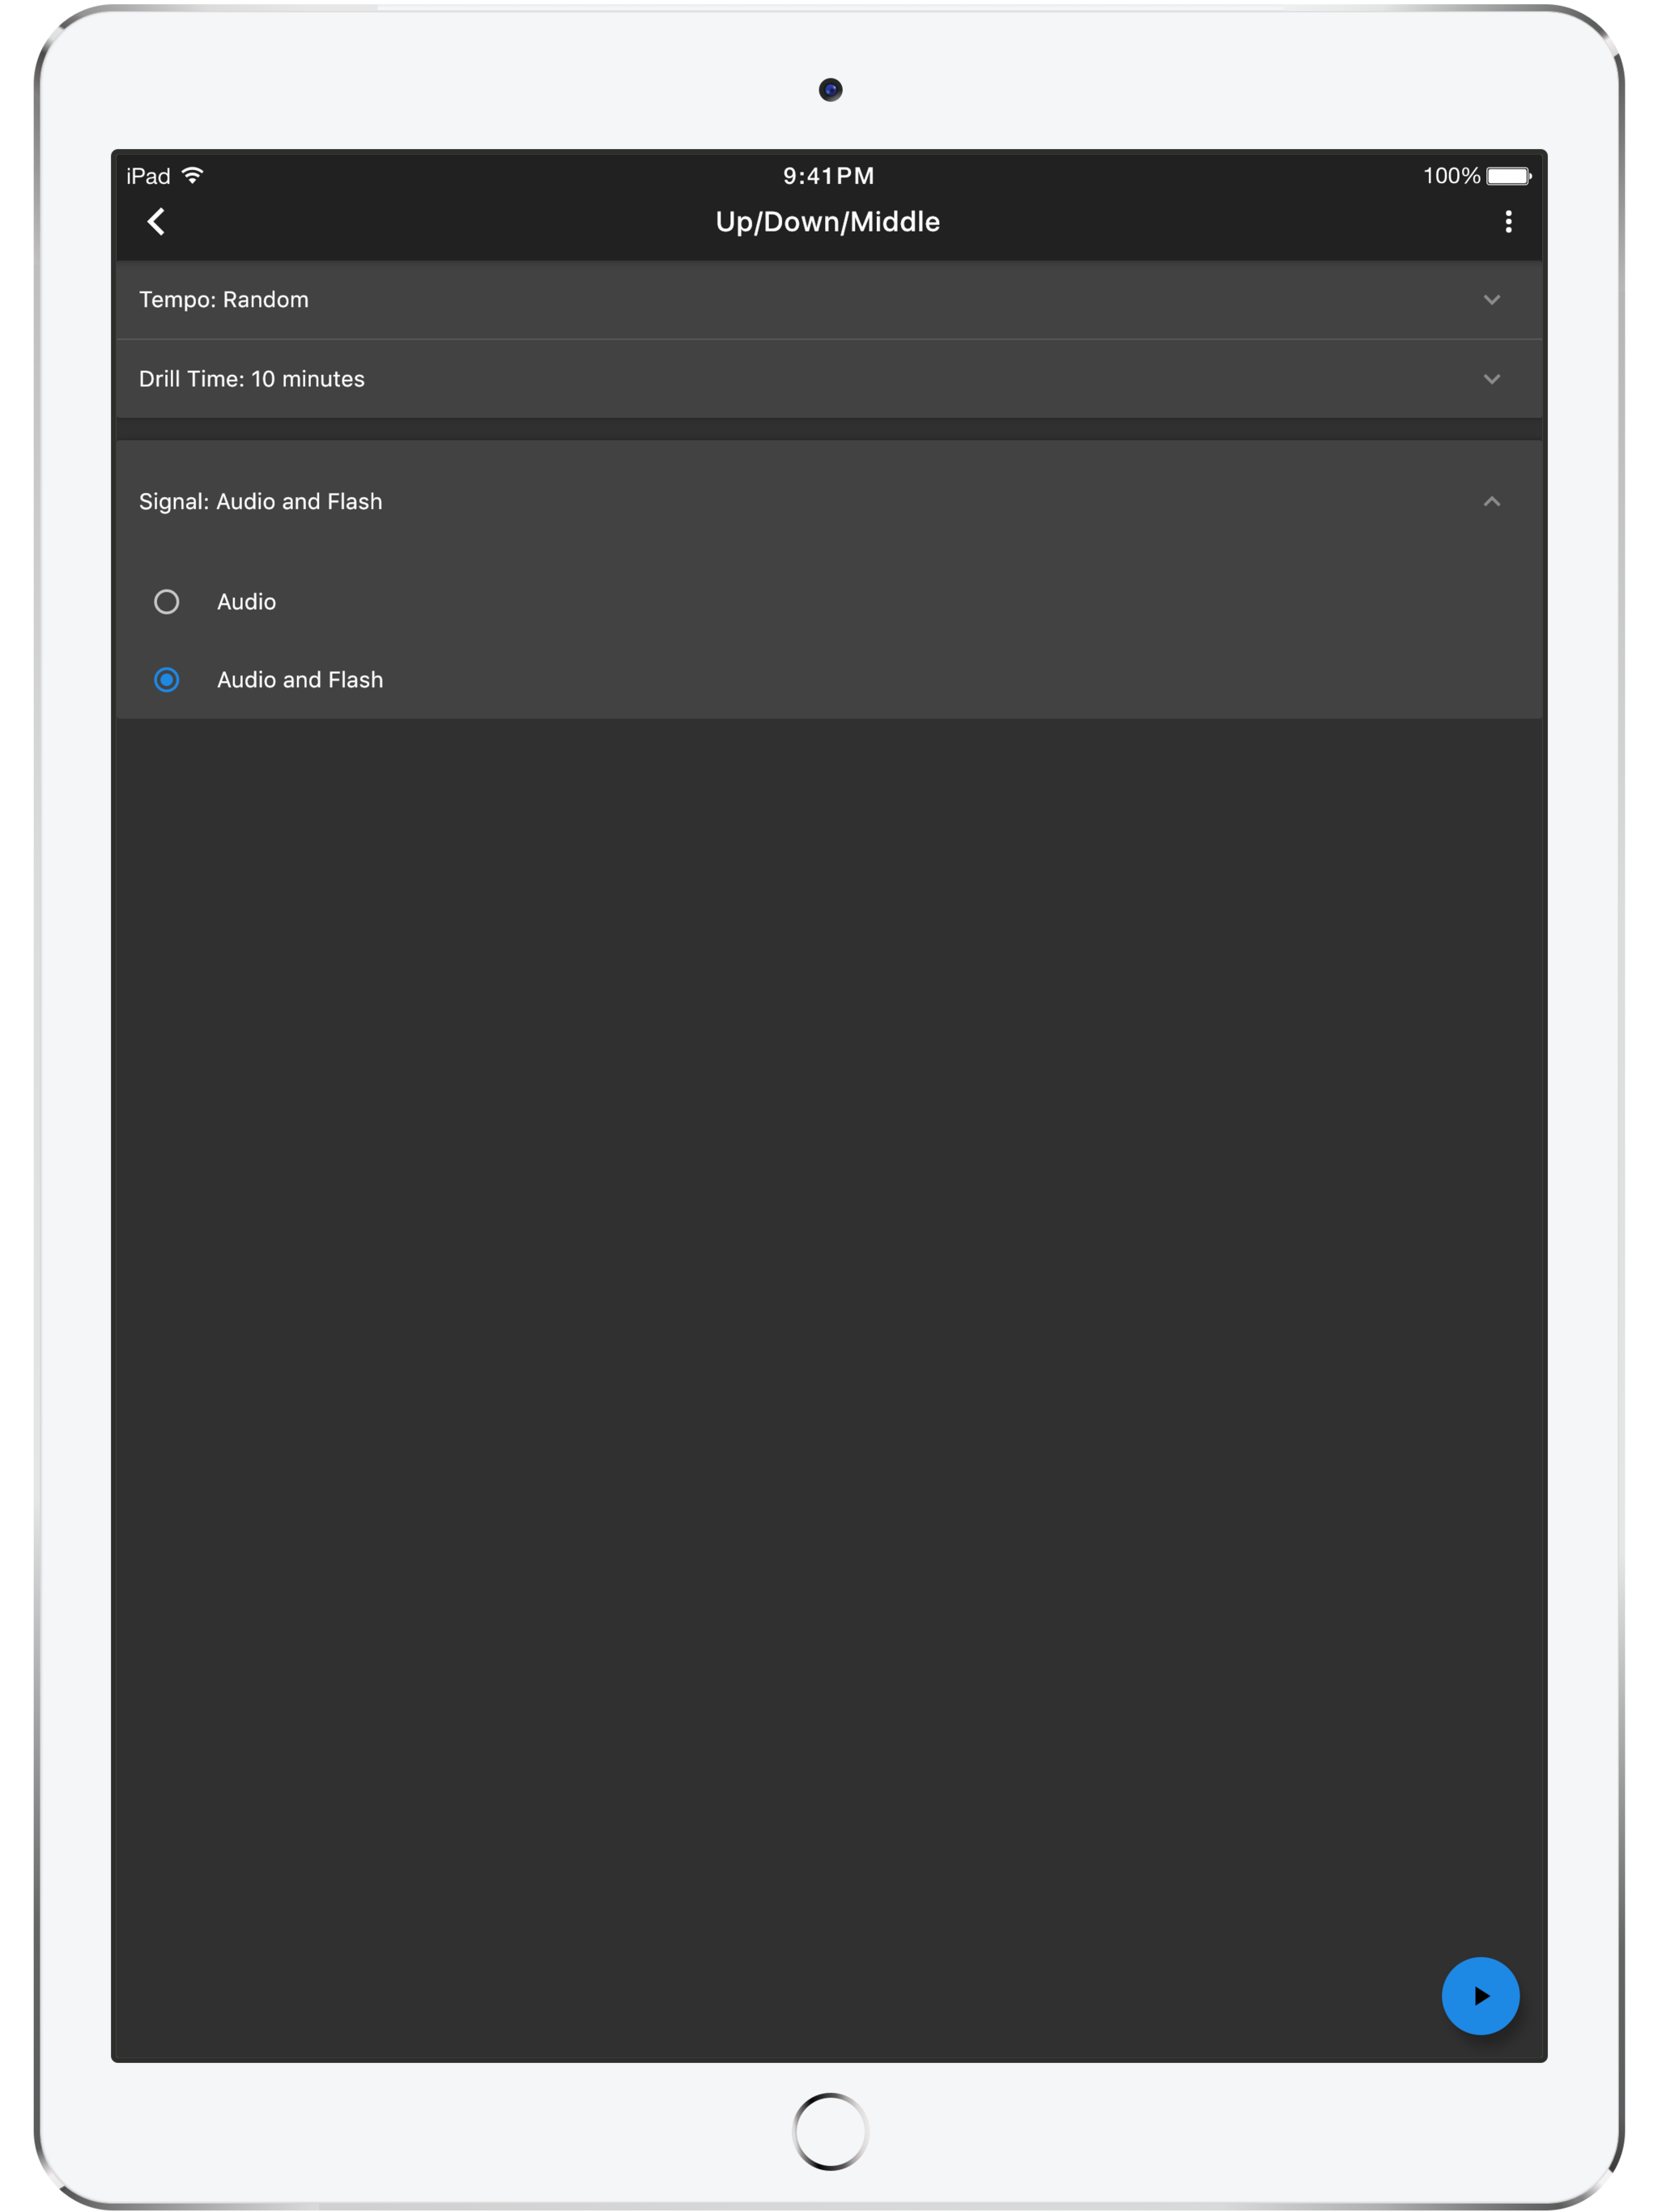 iPad 9:41PM 100%
Up/Down/Middle
Tempo: Random
Drill Time: 10 minutes
Signal: Audio and Flash
Audio
Audio and Flash